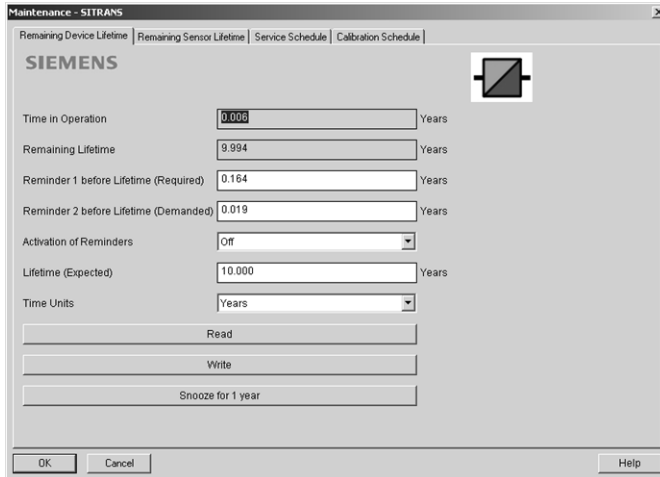 Maintenance - SITRANS
Remaining Device Lifetime Remaining Sensor Lifetime Service Schedule Calibration Schedule
SIEMENS
Time in Operation 0.006 Years
Remaining Lifetime 9.994 Years
Reminder 1 before Lifetime (Required) 0.164 Years
Reminder 2 before Lifetime (Demanded) 0.019 Years
Activation of Reminders Off
Lifetime (Expected) 10.000 Years
Time Units Years
Read
Write
Snooze for 1 year
OK Cancel Help